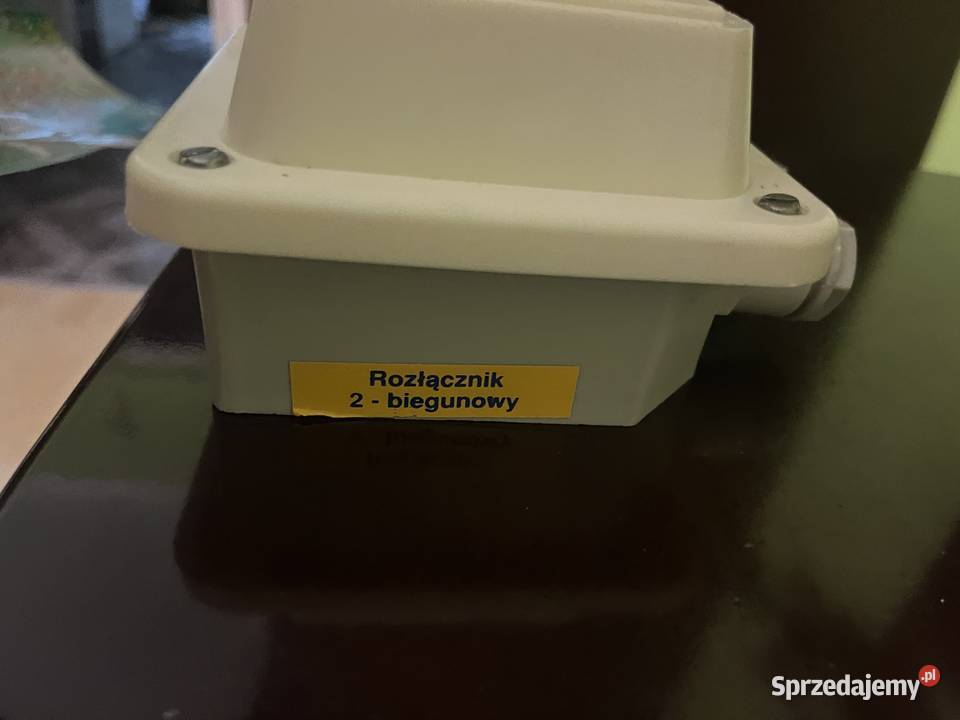 Rozłącznik
2 - biegunowy
Sprzedajemy.pl